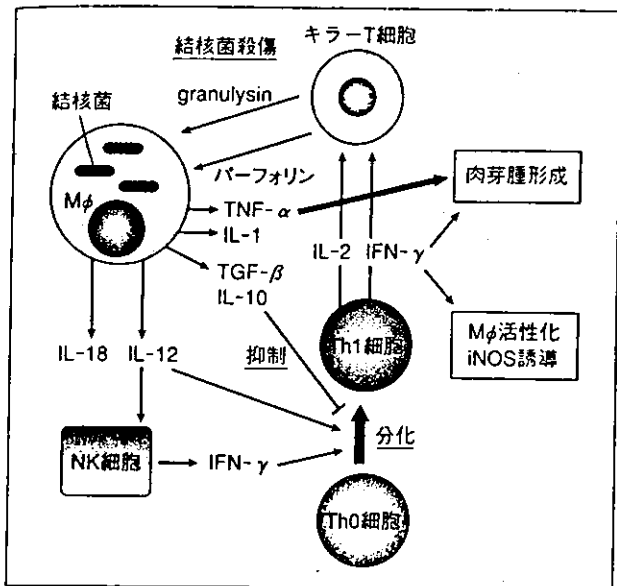 キラーT細胞
結核菌殺傷
granulysin
結核菌
パーフォリン
Mφ
TNF-α
IL-1
肉芽腫形成
IL-2
IFN-γ
TGF-β
IL-10
Th1細胞
Mφ活性化
iNOS誘導
IL-18
IL-12
抑制
分化
NK細胞
IFN-γ
Th0細胞